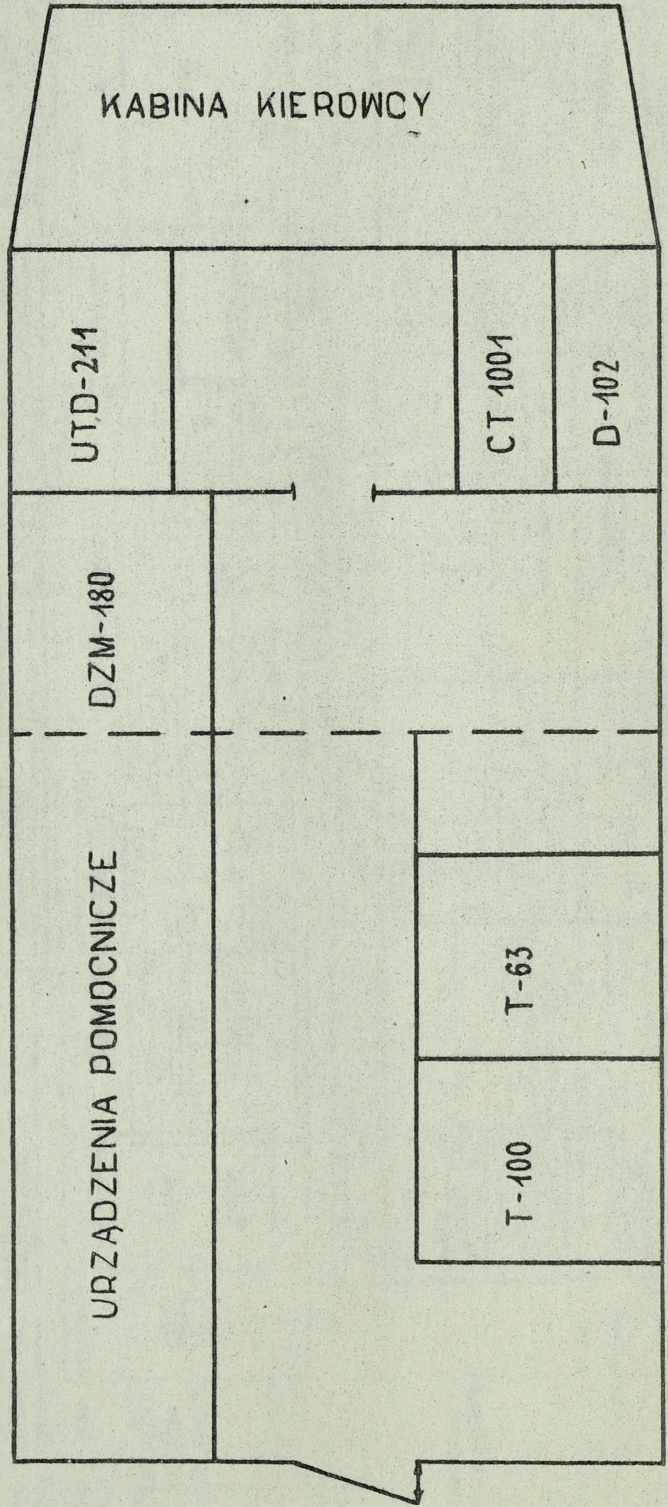 KABINA KIEROWCY
UTD-211
CT 1001
D-102
DZM-180
URZĄDZENIA POMOCNICZE
T-63
T-100